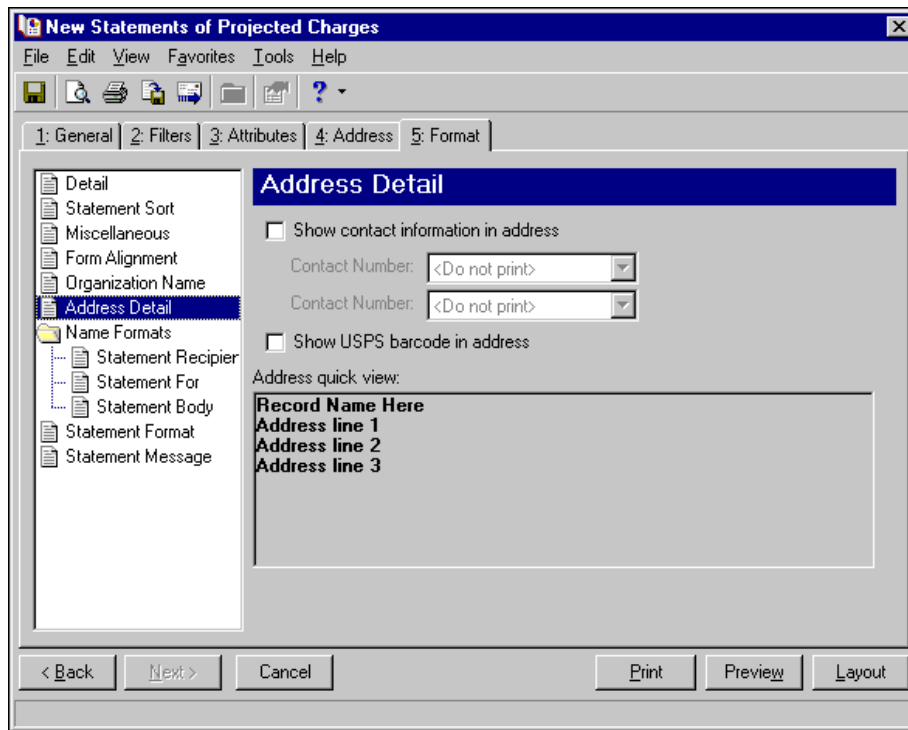 New Statements of Projected Charges
File Edit View Favorites Tools Help
?
1: General 2: Filters 3: Attributes 4: Address 5: Format
Detail
Statement Sort
Miscellaneous
Form Alignment
Organization Name
Address Detail
Name Formats
Statement Recipier
Statement For
Statement Body
Statement Format
Statement Message
Address Detail
Show contact information in address
Contact Number: <Do not print>
Contact Number: <Do not print>
Show USPS barcode in address
Address quick view:
Record Name Here
Address line 1
Address line 2
Address line 3
< Back Next > Cancel Print Preview Layout